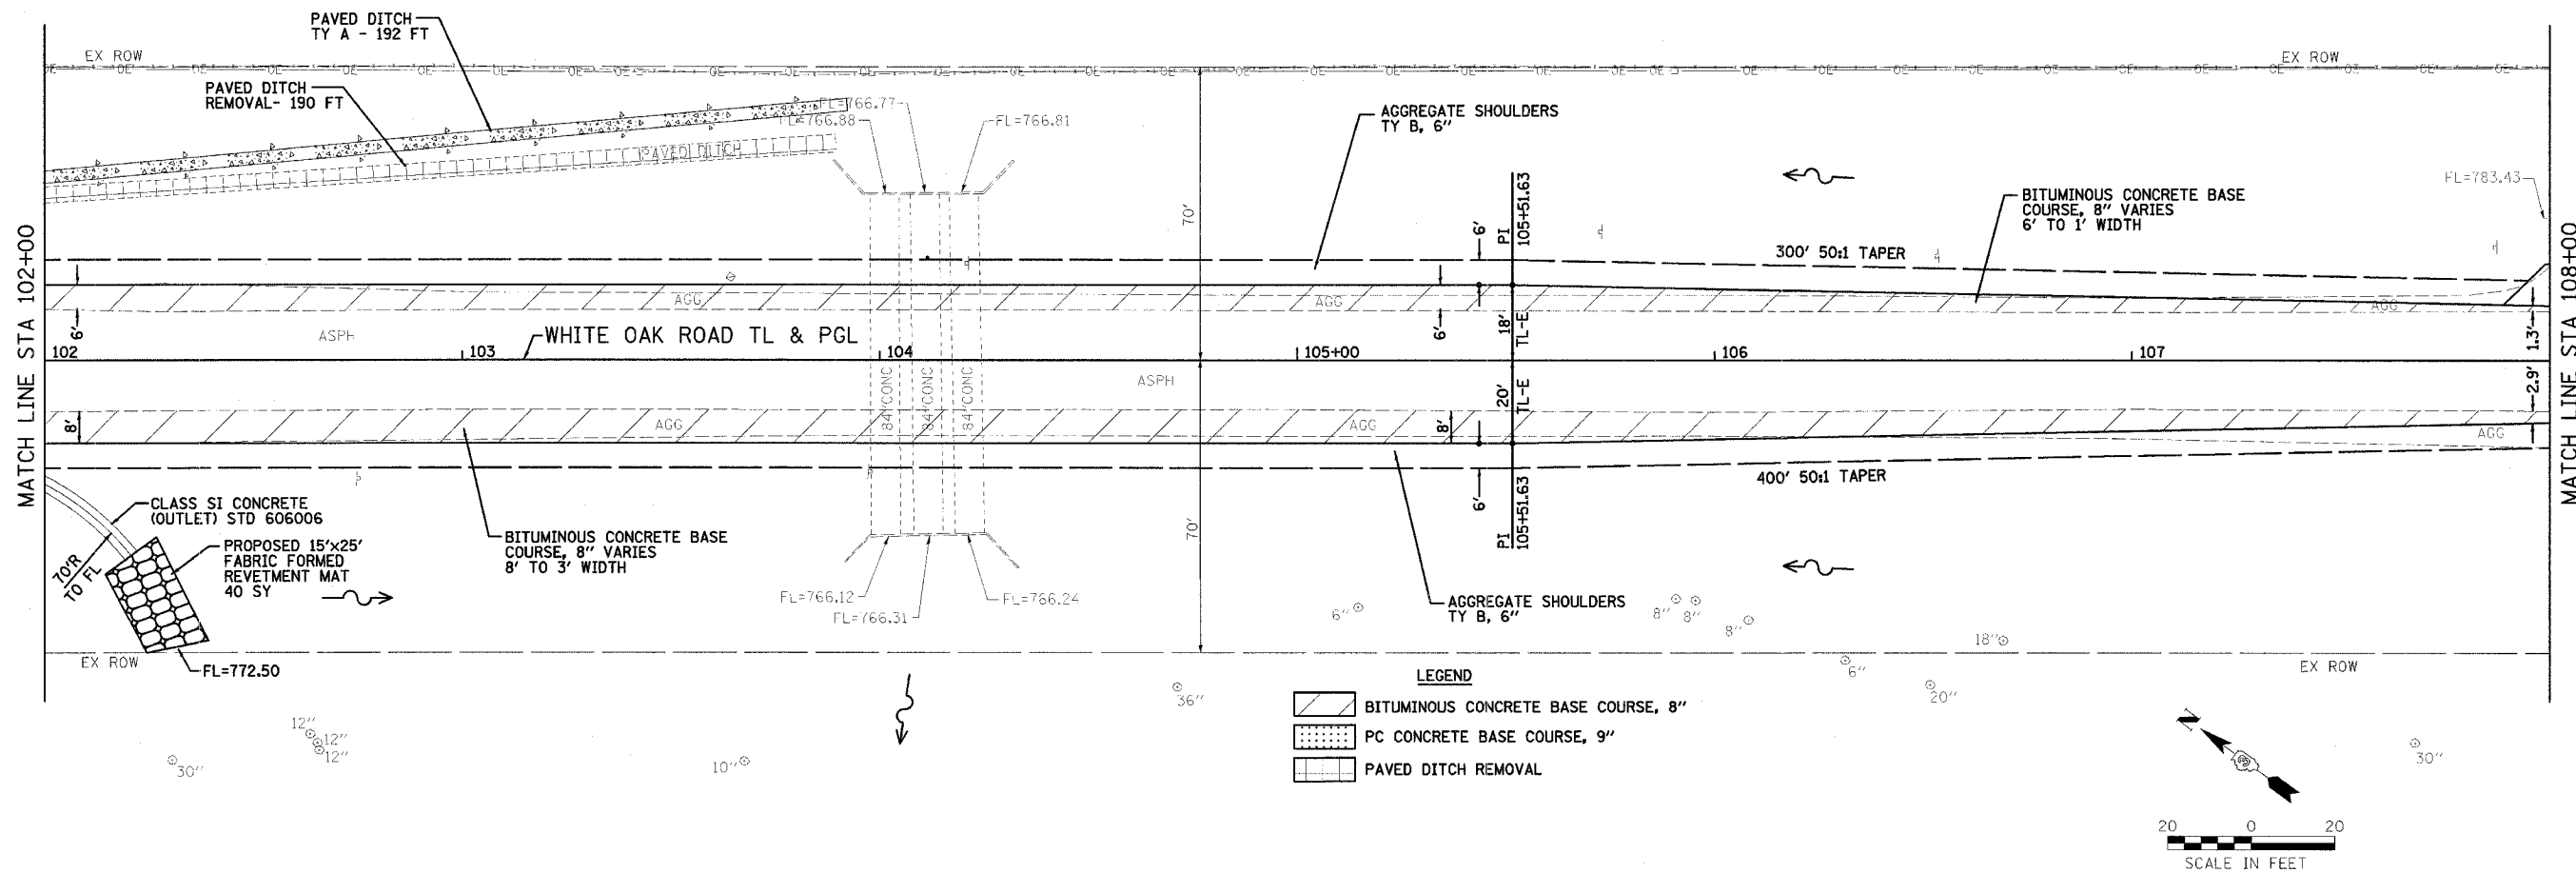 PAVED DITCH
TY A - 192 FT
EX ROW
EX ROW
PAVED DITCH
REMOVAL- 190 FT
FL=766.77
FL=766.88
FL=766.81
AGGREGATE SHOULDERS
TY B, 6"
PAVED DITCH
70'
PI
105+51.63
BITUMINOUS CONCRETE BASE
COURSE, 8" VARIES
6' TO 1' WIDTH
FL=783.43
MATCH LINE STA 102+00
MATCH LINE STA 108+00
6'
300' 50:1 TAPER
AGG
AGG
AGG
6'
6'
18'
TL-E
1.3'
ASPH
WHITE OAK ROAD TL & PGL
102
103
104
105+00
106
107
84"CONC
84"CONC
84"CONC
ASPH
20'
TL-E
2.9'
8'
AGG
AGG
8'
AGG
400' 50:1 TAPER
6'
PI
105+51.63
CLASS SI CONCRETE
(OUTLET) STD 606006
PROPOSED 15'x25'
FABRIC FORMED
REVETMENT MAT
40 SY
70'R
TO FL
BITUMINOUS CONCRETE BASE
COURSE, 8" VARIES
8' TO 3' WIDTH
70'
FL=766.12
FL=766.31
FL=766.24
AGGREGATE SHOULDERS
TY B, 6"
6"
8"
8"
8"
18"
EX ROW
FL=772.50
EX ROW
6"
20"
36"
LEGEND
BITUMINOUS CONCRETE BASE COURSE, 8"
PC CONCRETE BASE COURSE, 9"
PAVED DITCH REMOVAL
12"
12"
12"
30"
10"
30"
N
20 0 20
SCALE IN FEET